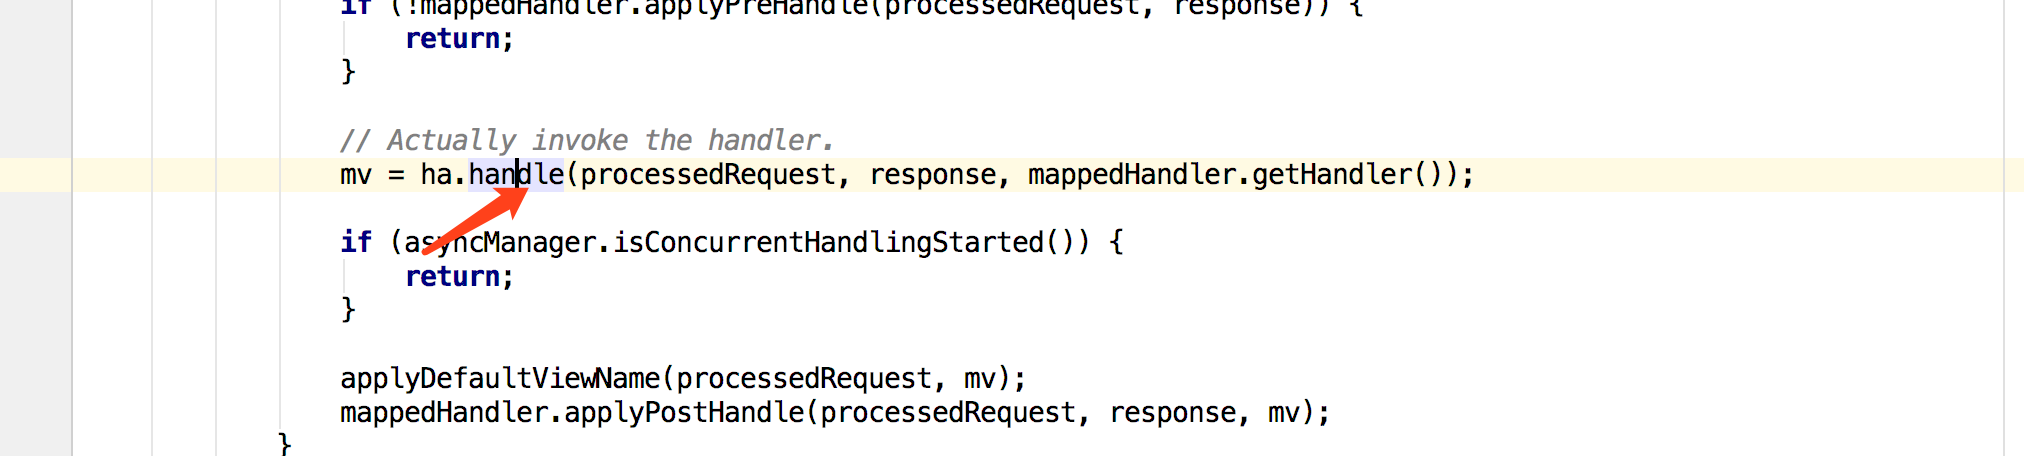 if (!mappedHandler.applyPreHandle(processedRequest, response)) {
return;
}
// Actually invoke the handler.
mv = ha.handle(processedRequest, response, mappedHandler.getHandler());
if (asyncManager.isConcurrentHandlingStarted()) {
return;
}
applyDefaultViewName(processedRequest, mv);
mappedHandler.applyPostHandle(processedRequest, response, mv);
}